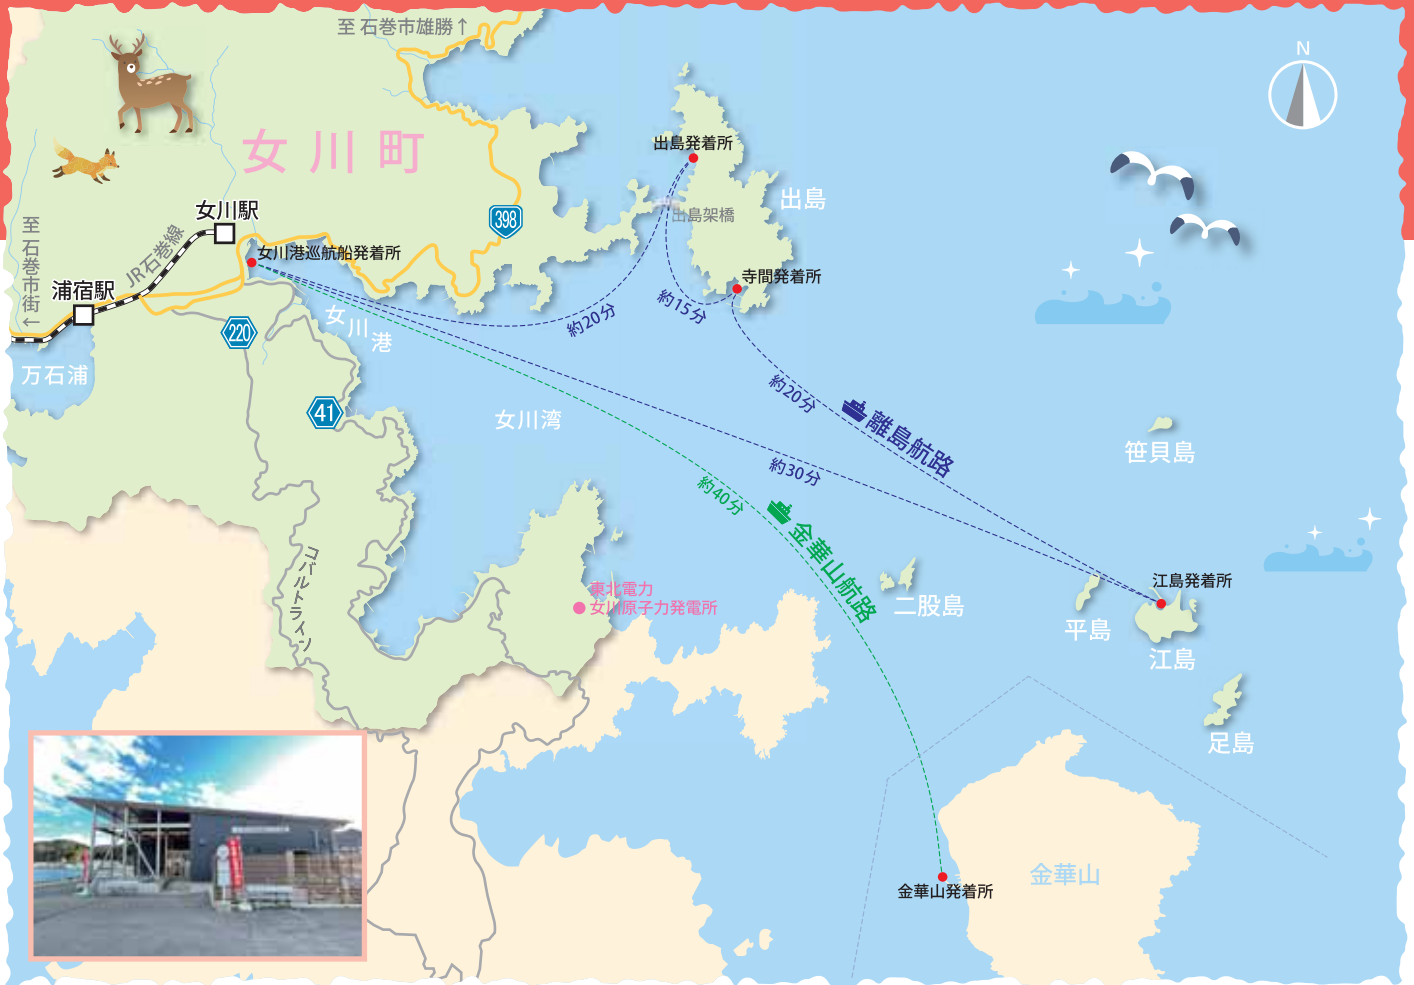 至 石巻市雄勝↑
N
女川町
出島発着所
出島
出島架橋
398
女川駅
至 石巻市街←
JR石巻線
女川港巡航船発着所
浦宿駅
寺間発着所
約20分
約15分
220
女川港
万石浦
約20分
離島航路
41
女川湾
笹貝島
約30分
約40分
金華山航路
コバルトライン
東北電力
女川原子力発電所
二股島
江島発着所
平島
江島
足島
金華山
金華山発着所